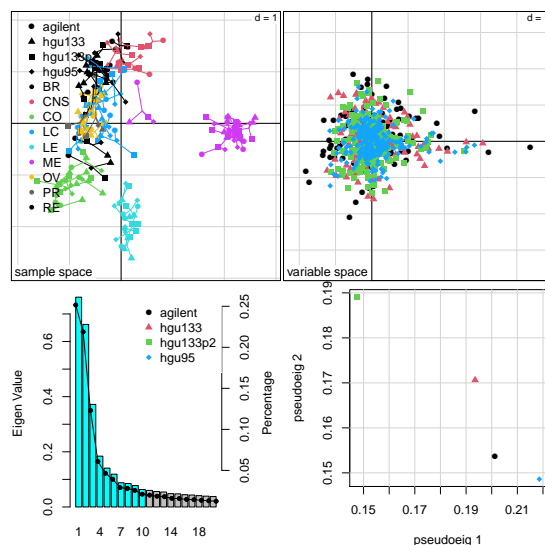 d = 1
agilent
hgu133
hgu133
hgu95
BR
CNS
CO
LC
LE
ME
OV
PR
RE
sample space
d =
variable space
Eigen Value
0.0
0.2
0.4
0.6
1
4
7
10
14
18
0.05
0.10
0.15
0.20
0.25
Percentage
agilent
hgu133
hgu133p2
hgu95
pseudoeig 2
0.19
0.18
0.17
0.16
0.15
0.15
0.17
0.19
0.21
pseudoeig 1